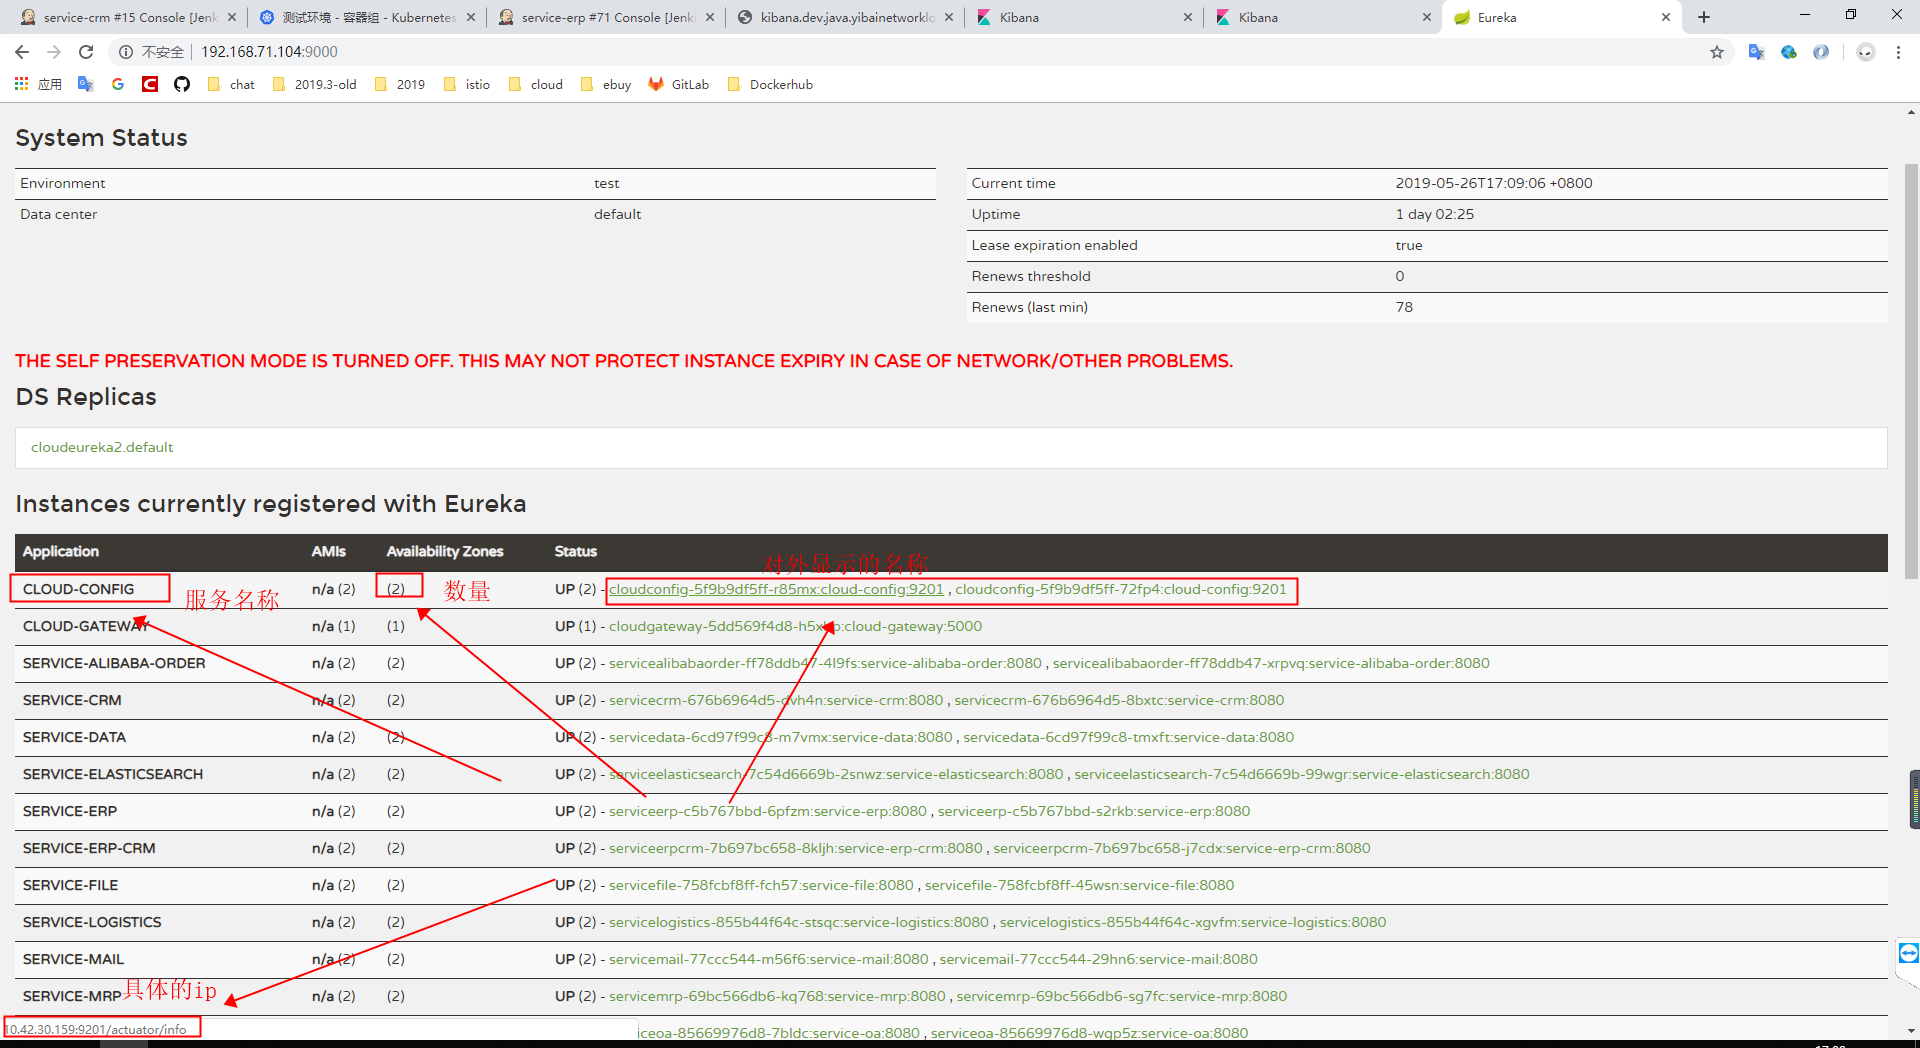 service-crm #15 Console [Jenk
测试环境 - 容器组 - Kubernetes
service-erp #71 Console [Jenki
kibana.dev.java.yibainetworklo
Kibana
Kibana
Eureka
不安全 192.168.71.104:9000
应用
chat
2019.3-old
2019
istio
cloud
ebuy
GitLab
Dockerhub
System Status
Environment test
Data center default
Current time 2019-05-26T17:09:06 +0800
Uptime 1 day 02:25
Lease expiration enabled true
Renews threshold 0
Renews (last min) 78
THE SELF PRESERVATION MODE IS TURNED OFF. THIS MAY NOT PROTECT INSTANCE EXPIRY IN CASE OF NETWORK/OTHER PROBLEMS.
DS Replicas
cloudeureka2.default
Instances currently registered with Eureka
Application AMIs Availability Zones Status
对外显示的名称
CLOUD-CONFIG n/a (2) (2) UP (2) - cloudconfig-5f9b9df5ff-r85mx:cloud-config:9201 , cloudconfig-5f9b9df5ff-72fp4:cloud-config:9201
服务名称
数量
CLOUD-GATEWAY n/a (1) (1) UP (1) - :cloud-gateway:5000
SERVICE-ALIBABA-ORDER n/a (2) (2) UP (2) - servicealibabaorder-ff78ddb47-4l9fs:service-alibaba-order:8080 , servicealibabaorder-ff78ddb47-xrpvq:service-alibaba-order:8080
SERVICE-CRM n/a (2) (2) UP (2) - servicecrm-676b6964d5-dvh4n:service-crm:8080 , servicecrm-676b6964d5-8bxtc:service-crm:8080
SERVICE-DATA n/a (2) (2) UP (2) - servicedata-6cd97f99c8-m7vmx:service-data:8080 , servicedata-6cd97f99c8-tmxft:service-data:8080
SERVICE-ELASTICSEARCH n/a (2) (2) UP (2) - serviceelasticsearch-7c54d6669b-2snwz:service-elasticsearch:8080 , serviceelasticsearch-7c54d6669b-99wgr:service-elasticsearch:8080
SERVICE-ERP n/a (2) (2) UP (2) - serviceerp-c5b767bbd-6pfzm:service-erp:8080 , serviceerp-c5b767bbd-s2rkb:service-erp:8080
SERVICE-ERP-CRM n/a (2) (2) UP (2) - serviceerpcrm-7b697bc658-8kljh:service-erp-crm:8080 , serviceerpcrm-7b697bc658-j7cdx:service-erp-crm:8080
SERVICE-FILE n/a (2) (2) UP (2) - servicefile-758fcbf8ff-fch57:service-file:8080 , servicefile-758fcbf8ff-45wsn:service-file:8080
SERVICE-LOGISTICS n/a (2) (2) UP (2) - servicelogistics-855b44f64c-stsqc:service-logistics:8080 , servicelogistics-855b44f64c-xgvfm:service-logistics:8080
SERVICE-MAIL n/a (2) (2) UP (2) - servicemail-77ccc544-m56f6:service-mail:8080 , servicemail-77ccc544-29hn6:service-mail:8080
具体的ip
SERVICE-MRP n/a (2) (2) UP (2) - servicemrp-69bc566db6-kq768:service-mrp:8080 , servicemrp-69bc566db6-sg7fc:service-mrp:8080
10.42.30.159:9201/actuator/info
iceoa-85669976d8-7bldc:service-oa:8080 , serviceoa-85669976d8-wgp5z:service-oa:8080